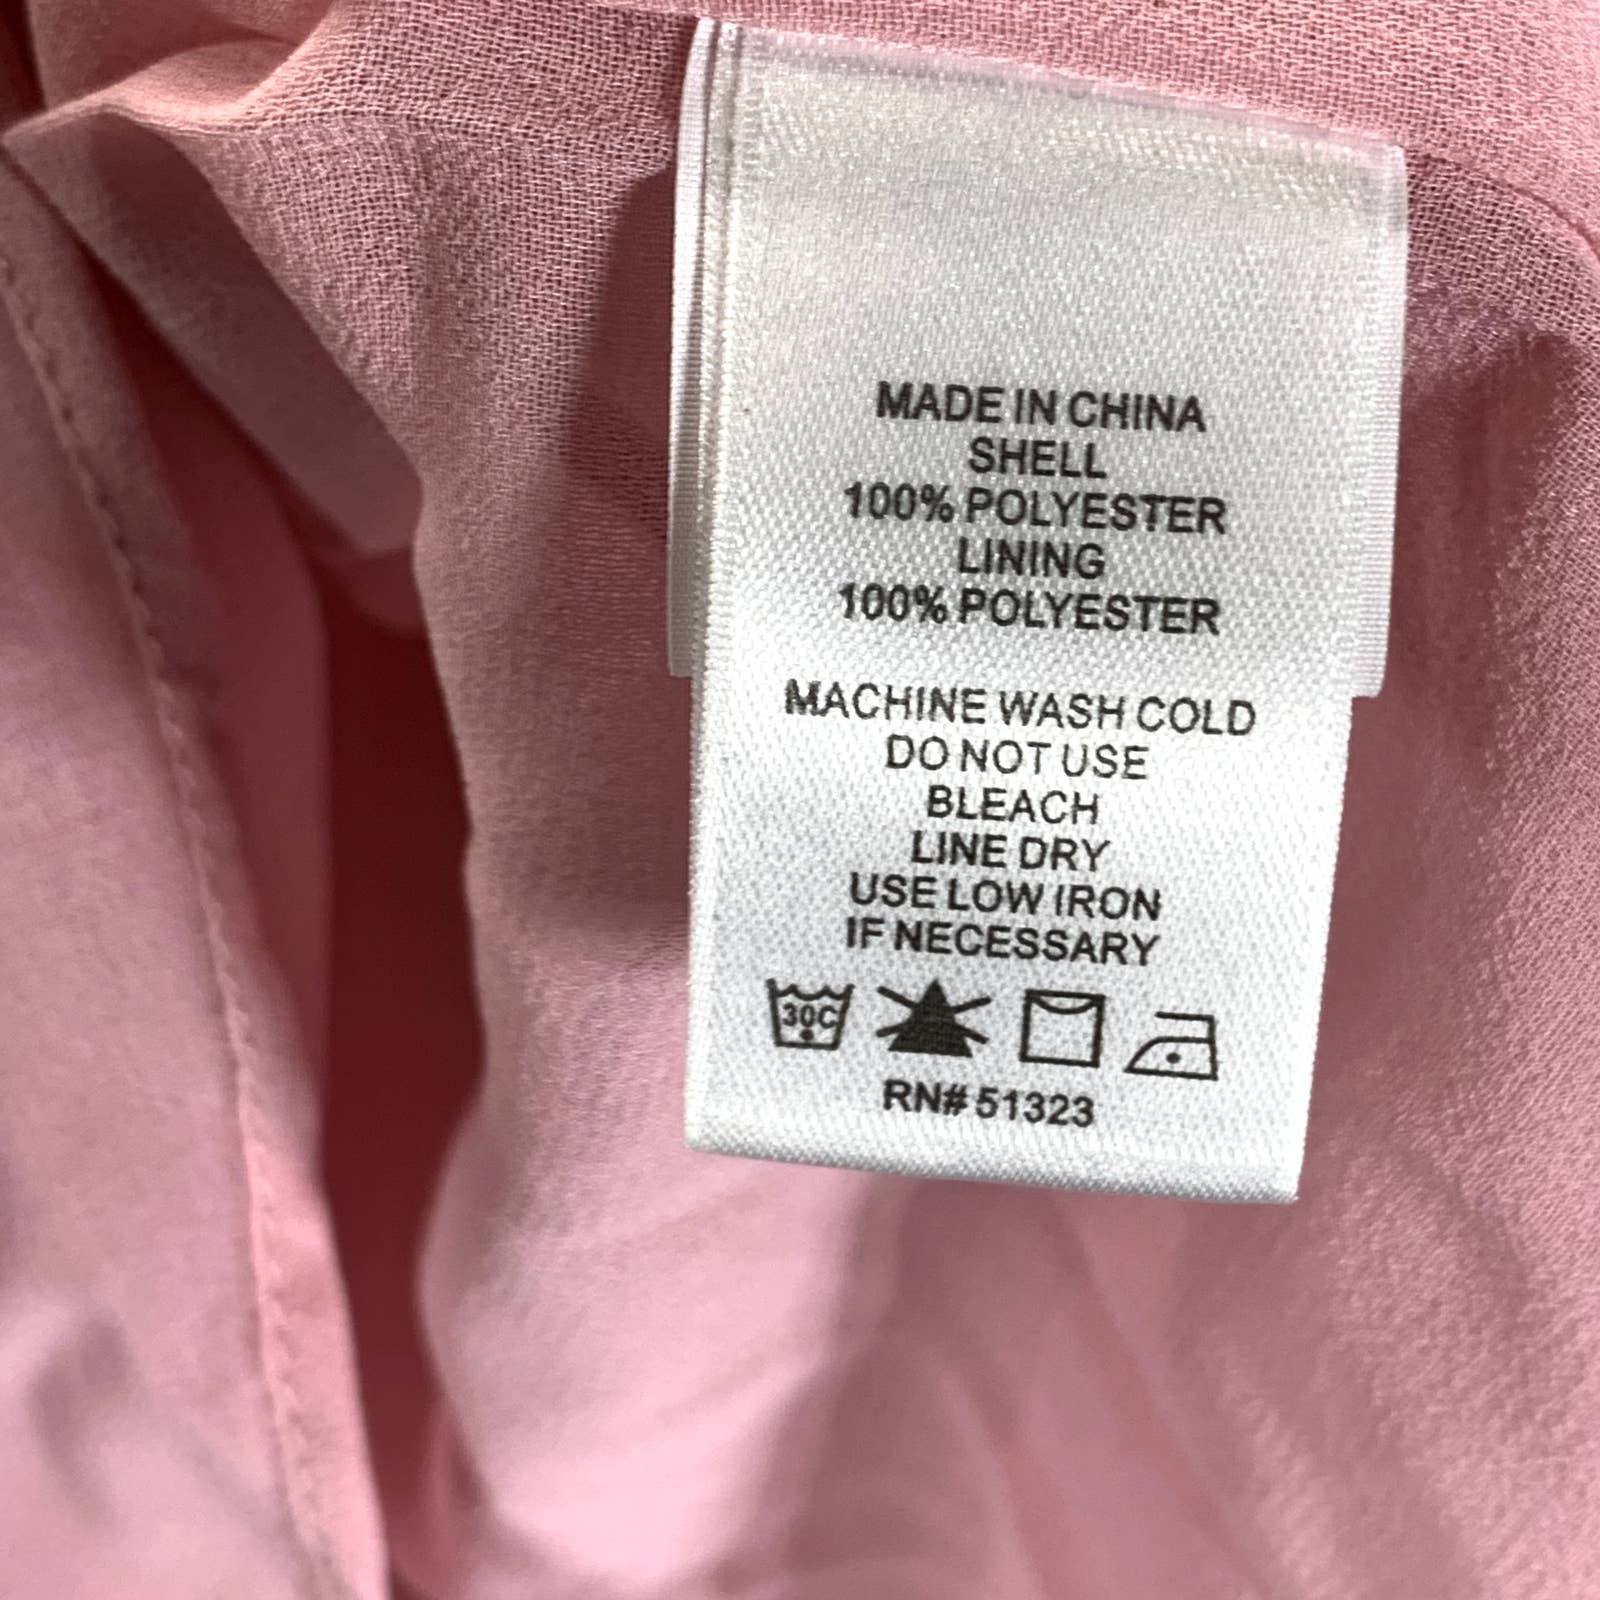 MADE IN CHINA
SHELL
100% POLYESTER
LINING
100% POLYESTER
MACHINE WASH COLD
DO NOT USE
BLEACH
LINE DRY
USE LOW IRON
IF NECESSARY
30C
RN# 51323